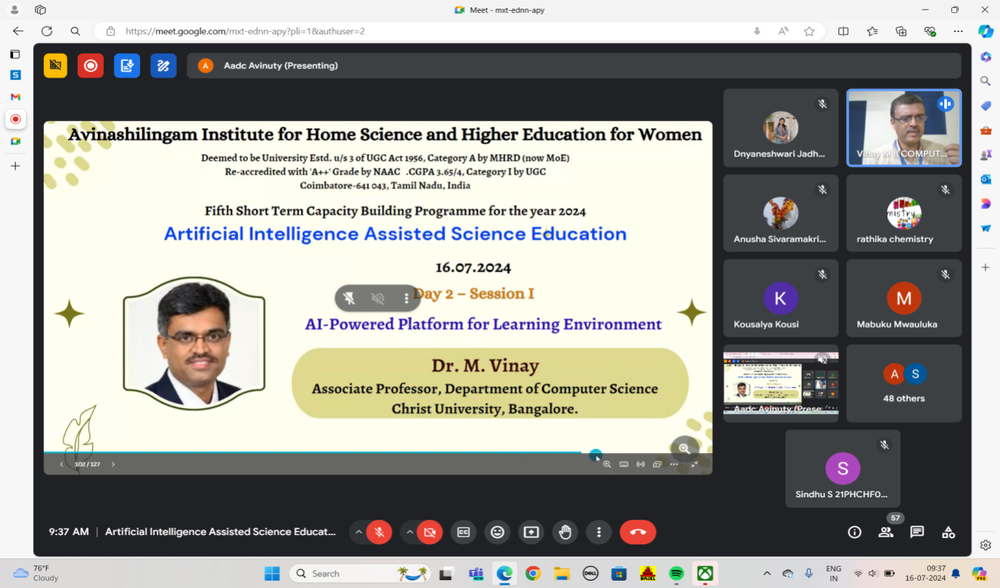 Meet - mxt-ednn-apy
https://meet.google.com/mxt-ednn-apy?pli=1&authuser=2
A Aadc Avinuty (Presenting)
Avinashilingam Institute for Home Science and Higher Education for Women
Deemed to be University Estd. u/s 3 of UGC Act 1956, Category A by MHRD (now MoE)
Re-accredited with 'A++' Grade by NAAC .CGPA 3.65/4, Category I by UGC
Coimbatore-641 043, Tamil Nadu, India
Fifth Short Term Capacity Building Programme for the year 2024
Artificial Intelligence Assisted Science Education
16.07.2024
Day 2 – Session I
AI-Powered Platform for Learning Environment
Dr. M. Vinay
Associate Professor, Department of Computer Science
Christ University, Bangalore.
102 / 127
Dnyaneshwari Jadh...
Vinay M || COMPUT...
Anusha Sivaramakri...
mistry
rathika chemistry
K
Kousalya Kousi
M
Mabuku Mwauluka
Aadc Avinuty (Prese
A S
48 others
S
Sindhu S 21PHCHF0...
9:37 AM | Artificial Intelligence Assisted Science Educat...
57
76°F
Cloudy
Search
DELL
ENG
IN
09:37
16-07-2024
PRE